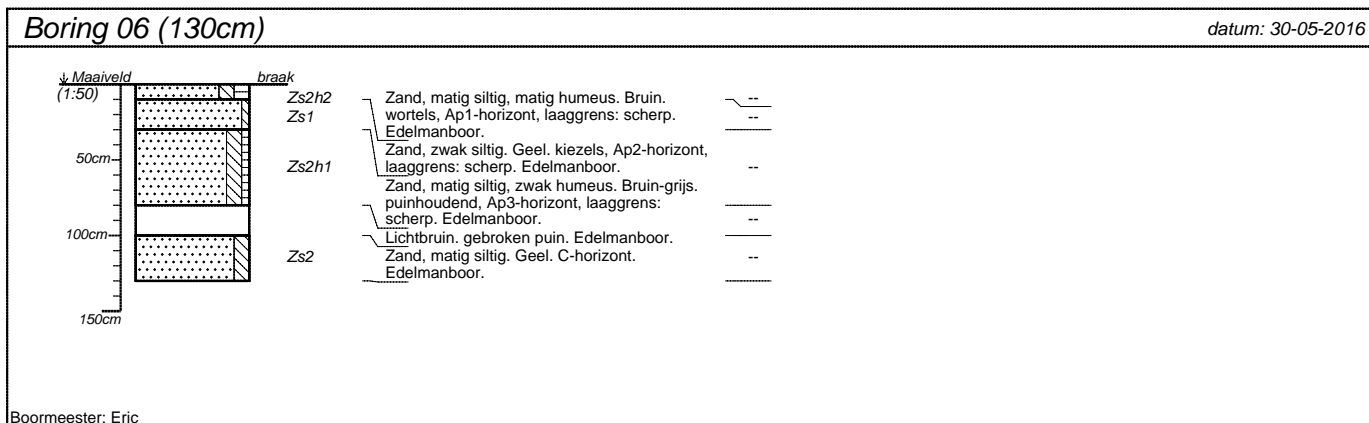 Boring 06 (130cm)
datum: 30-05-2016
Maaiveld
braak
(1:50)
50cm
100cm
150cm
Zs2h2
Zs1
Zs2h1
Zs2
Zand, matig siltig, matig humeus. Bruin.
wortels, Ap1-horizont, laaggrens: scherp.
Edelmanboor.
Zand, zwak siltig. Geel. kiezels, Ap2-horizont,
laaggrens: scherp. Edelmanboor.
Zand, matig siltig, zwak humeus. Bruin-grijs.
puinhoudend, Ap3-horizont, laaggrens:
scherp. Edelmanboor.
Lichtbruin. gebroken puin. Edelmanboor.
Zand, matig siltig. Geel. C-horizont.
Edelmanboor.
--
--
--
--
Boormeester: Eric